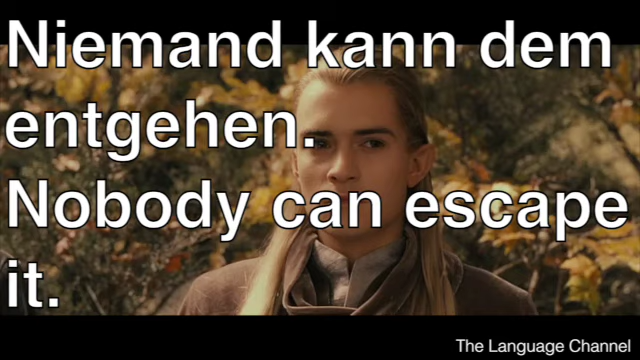 Niemand kann dem
entgehen.
Nobody can escape
it.
The Language Channel